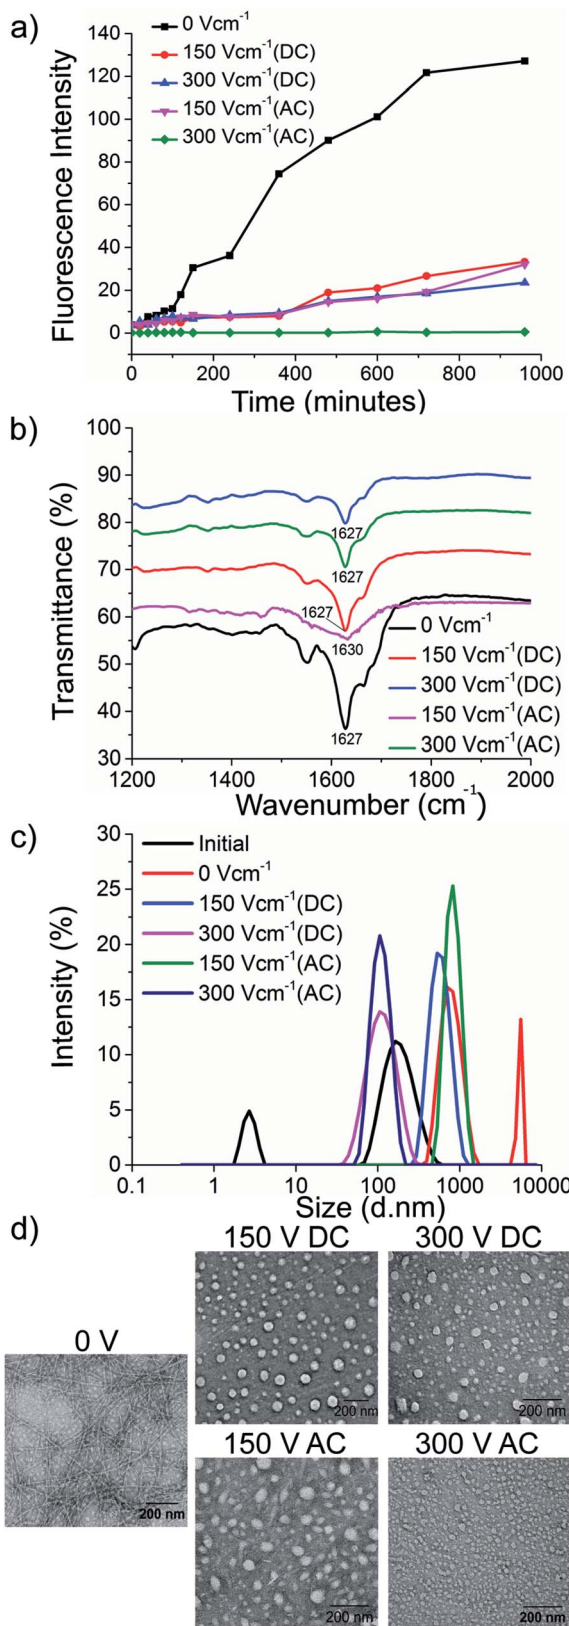 a)
0 Vcm⁻¹
150 Vcm⁻¹(DC)
300 Vcm⁻¹(DC)
150 Vcm⁻¹(AC)
300 Vcm⁻¹(AC)
140
120
100
80
60
40
20
0
Fluorescence Intensity
0 200 400 600 800 1000
Time (minutes)
b)
100
90
80
70
60
50
40
30
Transmittance (%)
1627
1627
1627
1630
1627
0 Vcm⁻¹
150 Vcm⁻¹(DC)
300 Vcm⁻¹(DC)
150 Vcm⁻¹(AC)
300 Vcm⁻¹(AC)
1200 1400 1600 1800 2000
Wavenumber (cm⁻¹)
c)
Initial
0 Vcm⁻¹
150 Vcm⁻¹(DC)
300 Vcm⁻¹(DC)
150 Vcm⁻¹(AC)
300 Vcm⁻¹(AC)
30
25
20
15
10
5
0
Intensity (%)
0.1 1 10 100 1000 10000
Size (d.nm)
d)
150 V DC 300 V DC
0 V
200 nm
200 nm
200 nm
150 V AC 300 V AC
200 nm
200 nm